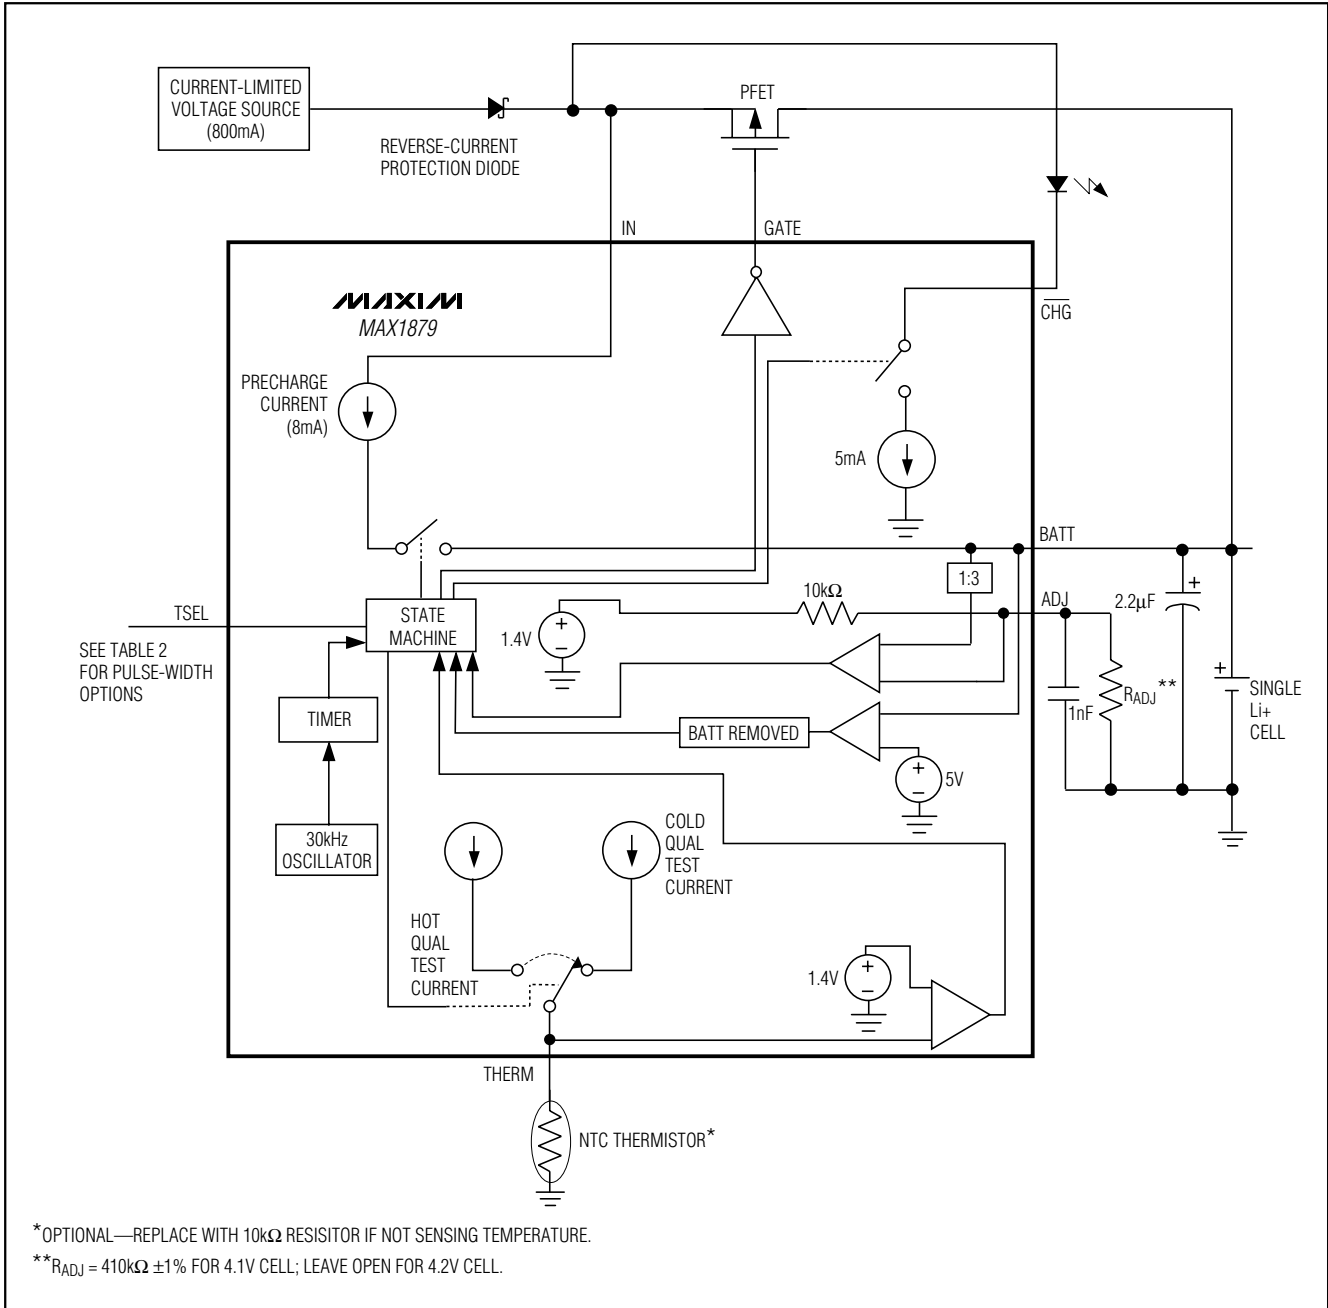 CURRENT-LIMITED
VOLTAGE SOURCE
(800mA)
REVERSE-CURRENT
PROTECTION DIODE
PFET
IN
GATE
MAXIM
MAX1879
CHG
PRECHARGE
CURRENT
(8mA)
5mA
BATT
1:3
10kΩ
ADJ
2.2µF
+
TSEL
STATE
MACHINE
1.4V
+
−
SEE TABLE 2
FOR PULSE-WIDTH
OPTIONS
TIMER
BATT REMOVED
1nF
RADJ**
+
SINGLE
Li+
CELL
+
−
5V
30kHz
OSCILLATOR
COLD
QUAL
TEST
CURRENT
HOT
QUAL
TEST
CURRENT
1.4V
+
−
THERM
NTC THERMISTOR*
*OPTIONAL—REPLACE WITH 10kΩ RESISITOR IF NOT SENSING TEMPERATURE.
**RADJ = 410kΩ ±1% FOR 4.1V CELL; LEAVE OPEN FOR 4.2V CELL.